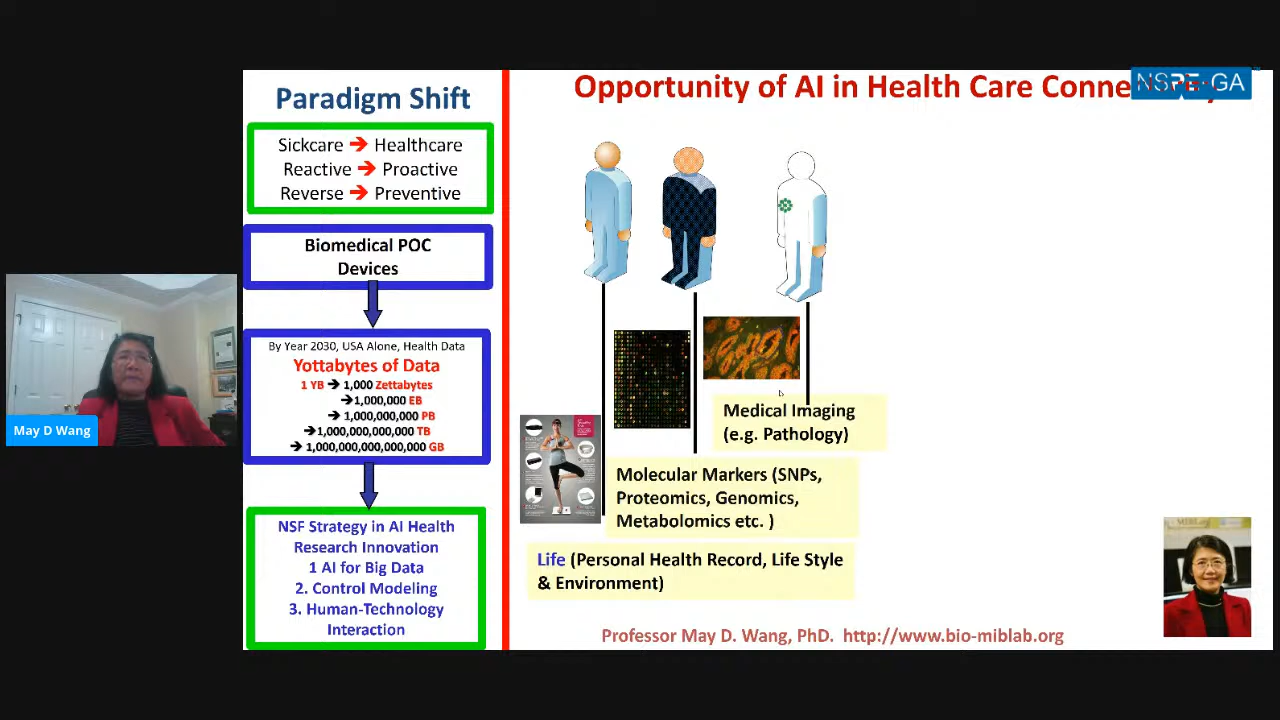 Paradigm Shift
Sickcare ➔ Healthcare
Reactive ➔ Proactive
Reverse ➔ Preventive
Biomedical POC
Devices
By Year 2030, USA Alone, Health Data
Yottabytes of Data
1 YB ➔ 1,000 Zettabytes
➔1,000,000 EB
➔ 1,000,000,000 PB
➔1,000,000,000,000 TB
➔ 1,000,000,000,000,000 GB
NSF Strategy in AI Health
Research Innovation
1 AI for Big Data
2. Control Modeling
3. Human-Technology
Interaction
Opportunity of AI in Health Care
NSPE-GA
Medical Imaging
(e.g. Pathology)
Molecular Markers (SNPs,
Proteomics, Genomics,
Metabolomics etc. )
Life (Personal Health Record, Life Style
& Environment)
Professor May D. Wang, PhD. http://www.bio-miblab.org
May D Wang